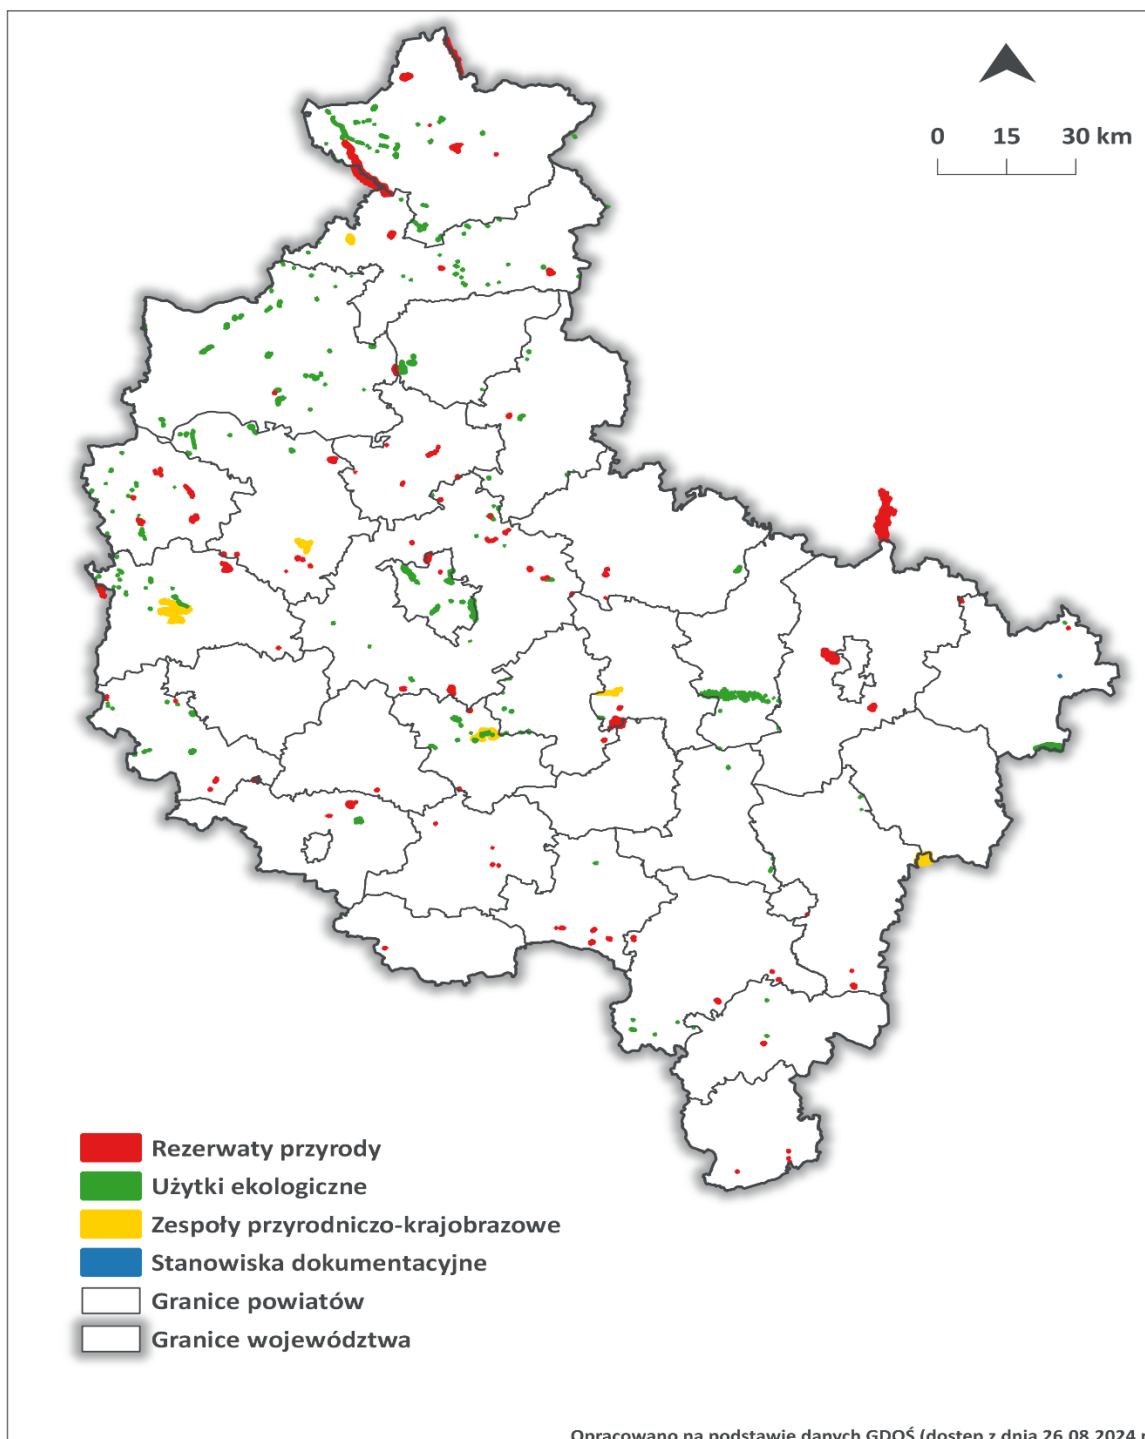 0 15 30 km
Rezerwaty przyrody
Użytki ekologiczne
Zespoły przyrodniczo-krajobrazowe
Stanowiska dokumentacyjne
Granice powiatów
Granice województwa
Opracowano na podstawie danych GDOŚ (dostęp z dnia 26.08.2024 r